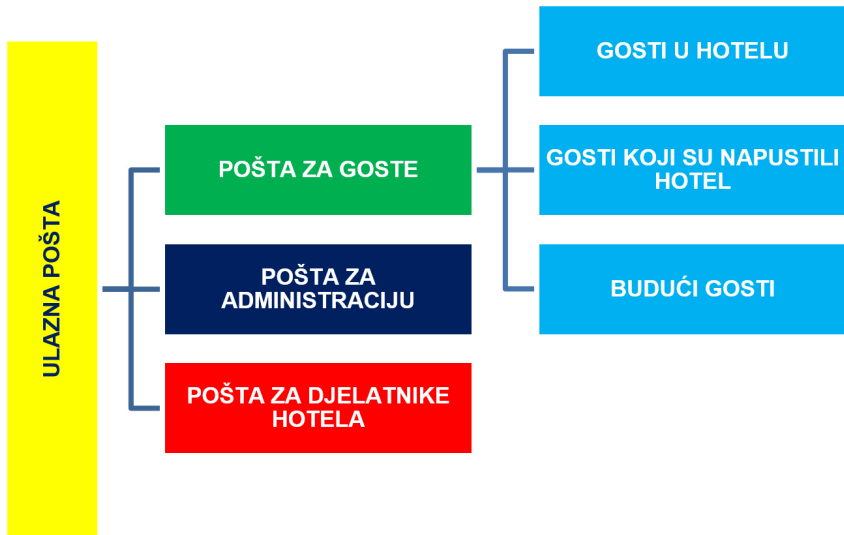 ULAZNA POŠTA
POŠTA ZA GOSTE
POŠTA ZA
ADMINISTRACIJU
POŠTA ZA DJELATNIKE
HOTELA
GOSTI U HOTELU
GOSTI KOJI SU NAPUSTILI
HOTEL
BUDUĆI GOSTI